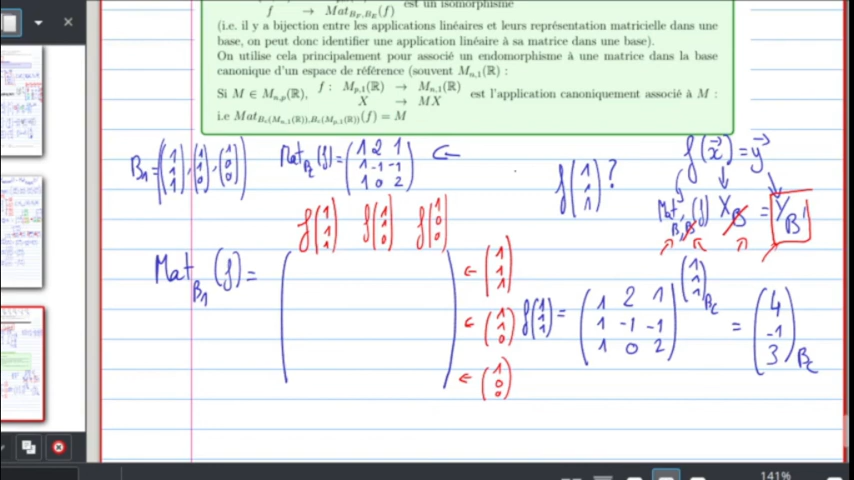 f → Mat_{B_F, B_E}(f) est un isomorphisme
(i.e. il y a bijection entre les applications linéaires et leurs représentation matricielle dans une
base, on peut donc identifier une application linéaire à sa matrice dans une base).
On utilise cela principalement pour associé un endomorphisme à une matrice dans la base
canonique d'un espace de référence (souvent M_{n,1}(ℝ) :
Si M ∈ M_{n,p}(ℝ), f : M_{p,1}(ℝ) → M_{n,1}(ℝ)
X → MX
est l'application canoniquement associé à M :
i.e Mat_{B_c(M_{n,1}(ℝ)),B_c(M_{p,1}(ℝ))}(f) = M
B₁ = ((1 1 1), (1 1 0), (1 0 0))
Mat_{Bc}(f) = (1 2 1
1 -1 -1
1 0 2) ←
f(1 1 1) ?
f(x⃗) = y⃗
Mat_{B',B}(f) X_B = Y_{B'}
f(1 1 1) f(1 1 0) f(1 0 0)
Mat_{B₁}(f) = ( )
← (1 1 1)
← (1 1 0)
← (1 0 0)
f(1 1 1) = (1 2 1
1 -1 -1
1 0 2) (1 1 1)_{Bc} = (4 -1 3)_{Bc}
141%